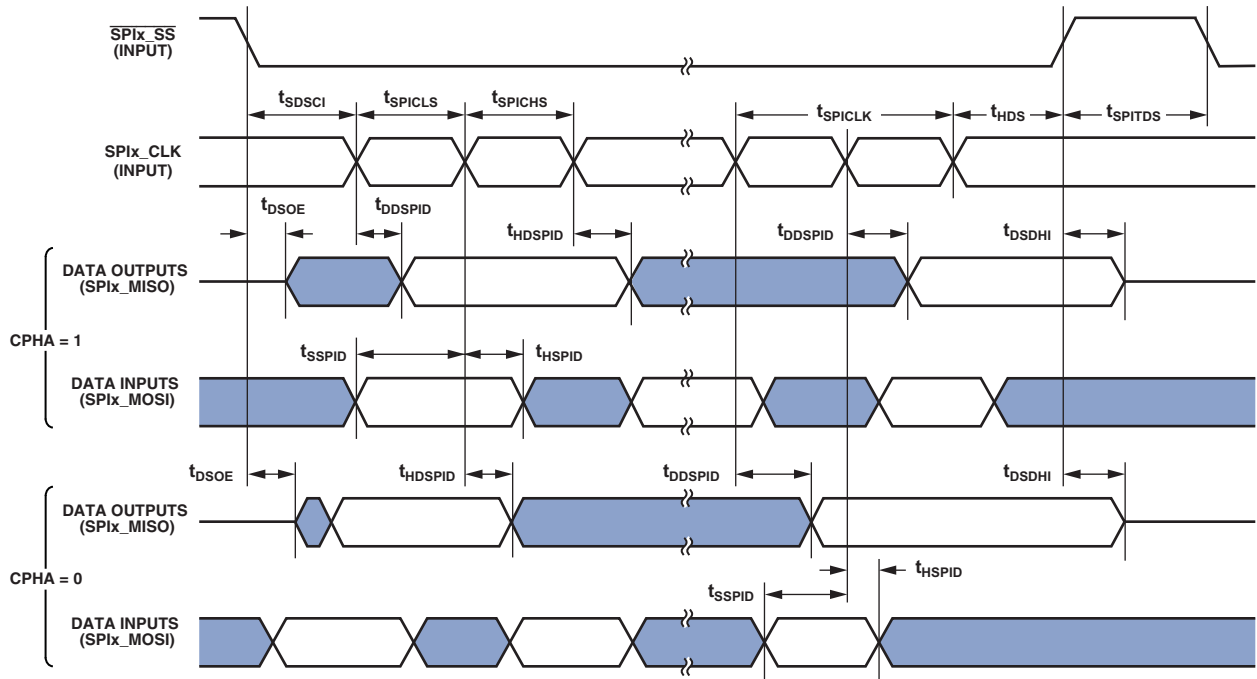 SPIx_SS
(INPUT)
tSDSCI tSPICLS tSPICHS tSPICLK tHDS tSPITDS
SPIx_CLK
(INPUT)
tDSOE tDDSPID tHDSPID tDDSPID tDSDHI
DATA OUTPUTS
(SPIx_MISO)
CPHA = 1
tSSPID tHSPID
DATA INPUTS
(SPIx_MOSI)
tDSOE tHDSPID tDDSPID tDSDHI
DATA OUTPUTS
(SPIx_MISO)
CPHA = 0
tSSPID tHSPID
DATA INPUTS
(SPIx_MOSI)